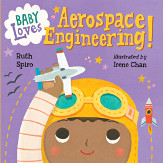 BABY
Loves
Aerospace
Engineering!
Ruth
Spiro
illustrated by
Irene Chan